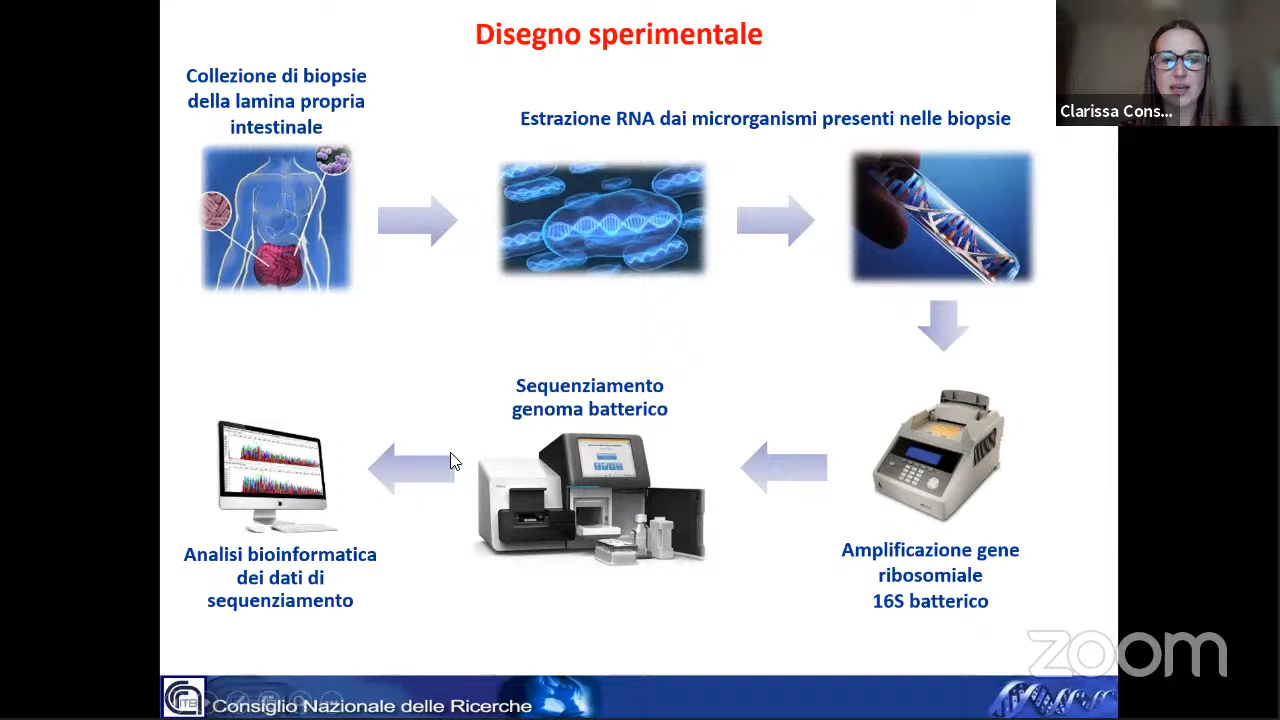 Disegno sperimentale
Clarissa Cons...
Collezione di biopsie
della lamina propria
intestinale
Estrazione RNA dai microrganismi presenti nelle biopsie
Sequenziamento
genoma batterico
Analisi bioinformatica
dei dati di
sequenziamento
Amplificazione gene
ribosomiale
16S batterico
zoom
ITB
Consiglio Nazionale delle Ricerche